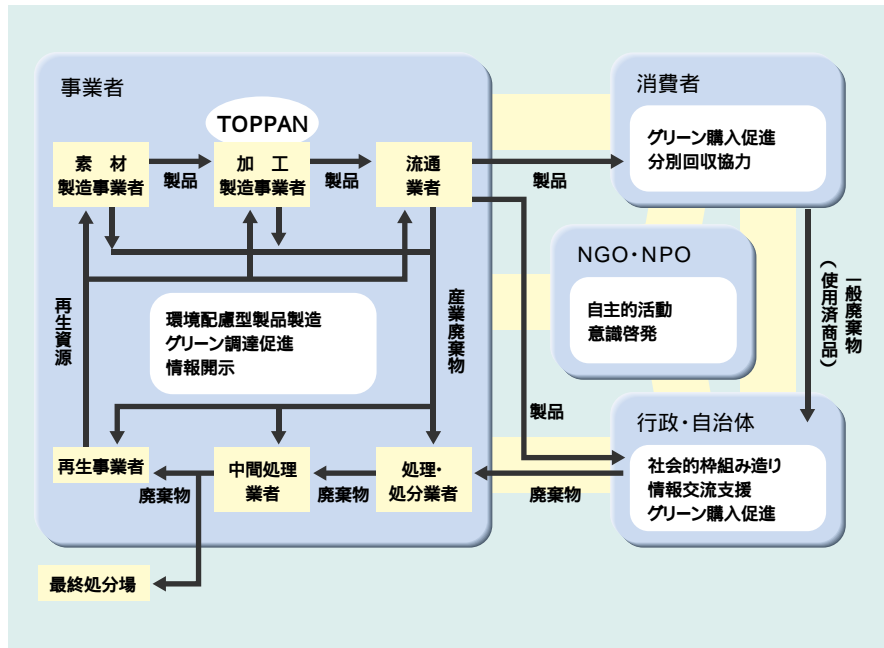 事業者
TOPPAN
素 材
製造事業者
製品
加 工
製造事業者
製品
流通
業者
製品
消費者
グリーン購入促進
分別回収協力
NGO・NPO
自主的活動
意識啓発
一般廃棄物
（使用済商品）
再生資源
環境配慮型製品製造
グリーン調達促進
情報開示
産業廃棄物
製品
行政・自治体
社会的枠組み造り
情報交流支援
グリーン購入促進
再生事業者
廃棄物
中間処理
業者
廃棄物
処理・
処分業者
廃棄物
最終処分場